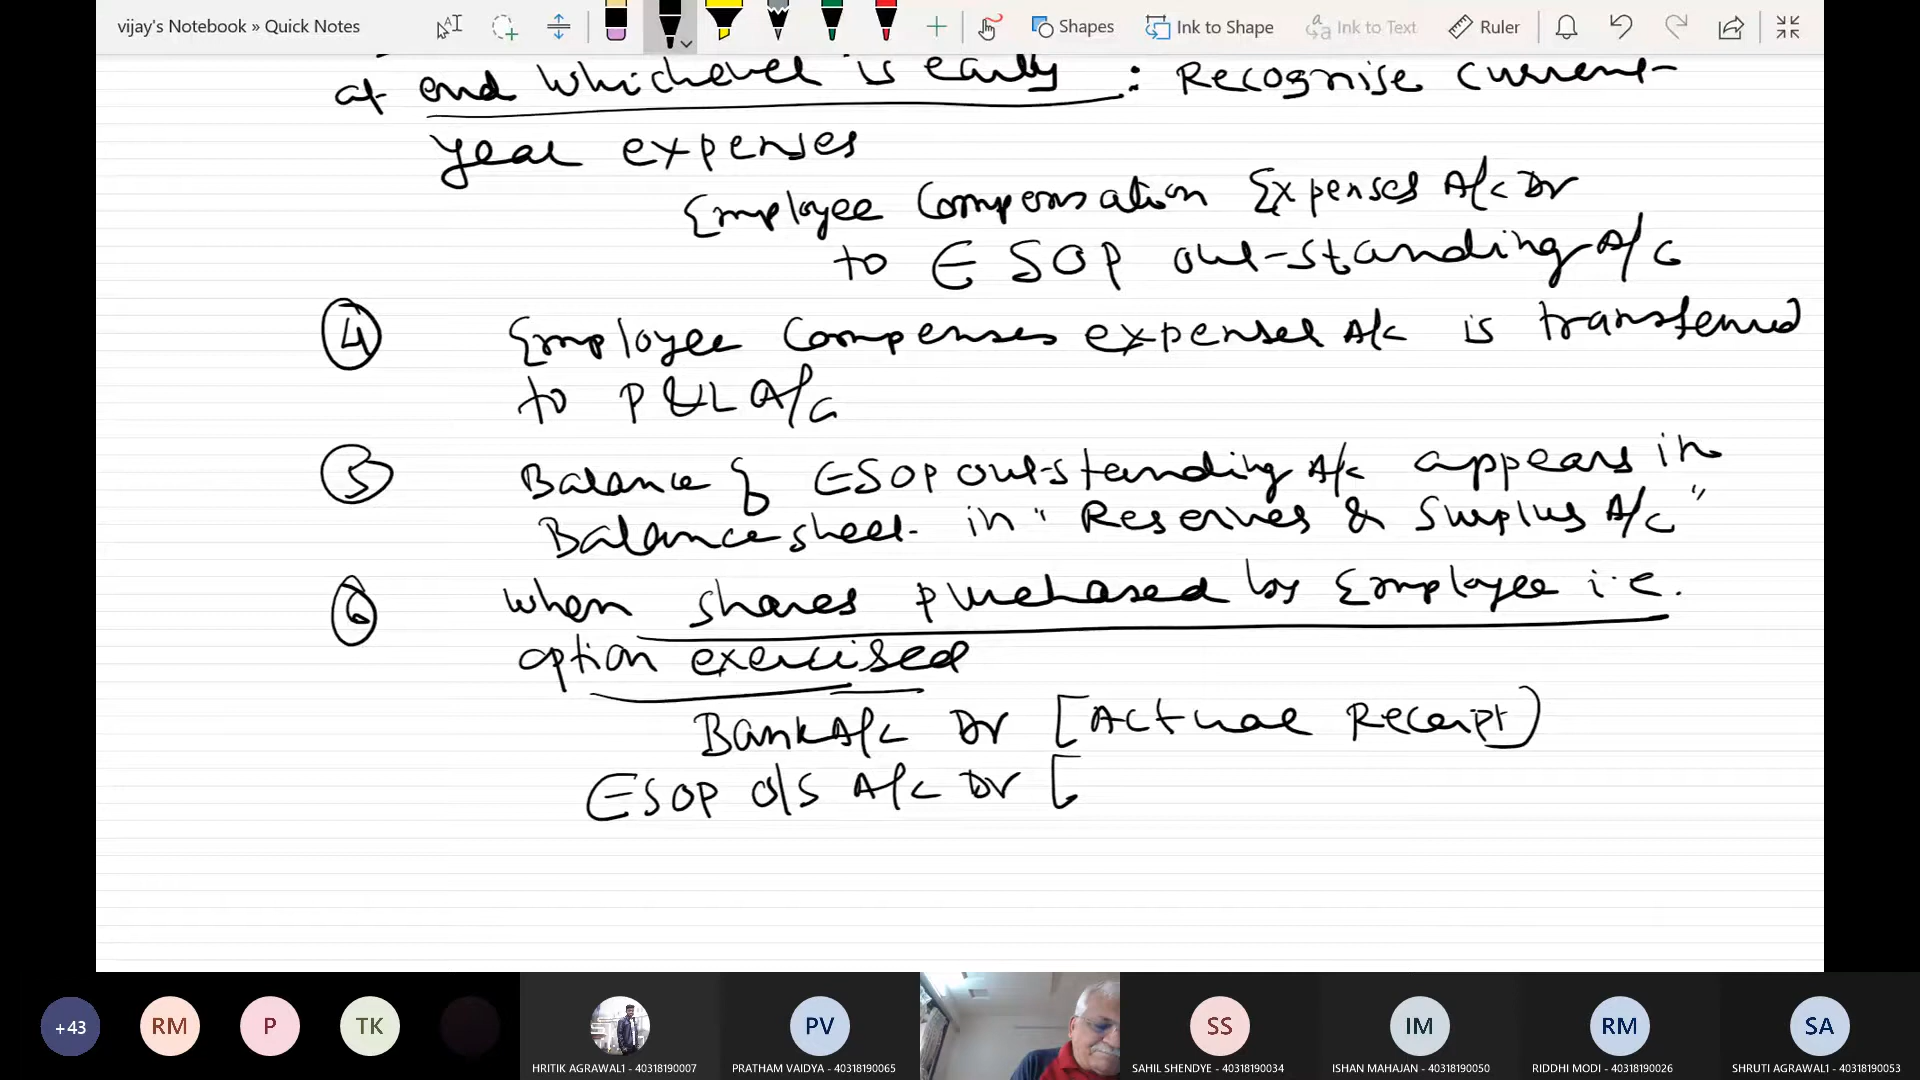 vijay's Notebook » Quick Notes
Shapes
Ink to Shape
Ink to Text
Ruler
at end whichever is early : Recognise current
year expenses
Employee Compensation Expenses A/c Dr
to ESOP out-standing A/c
4 Employee Compenses expenses A/c is transferred
to P&L A/c
5 Balance of ESOP outstanding A/c appears in
Balance sheet in "Reserves & Surplus A/c"
6 when shares purchased by Employee i.e.
option exercised
Bank A/c Dr [Actual Receipt)
ESOP O/S A/c Dr [
+43
RM
P
TK
HRITIK AGRAWAL1 - 40318190007
PV
PRATHAM VAIDYA - 40318190065
SS
SAHIL SHENDYE - 40318190034
IM
ISHAN MAHAJAN - 40318190050
RM
RIDDHI MODI - 40318190026
SA
SHRUTI AGRAWAL1 - 40318190053